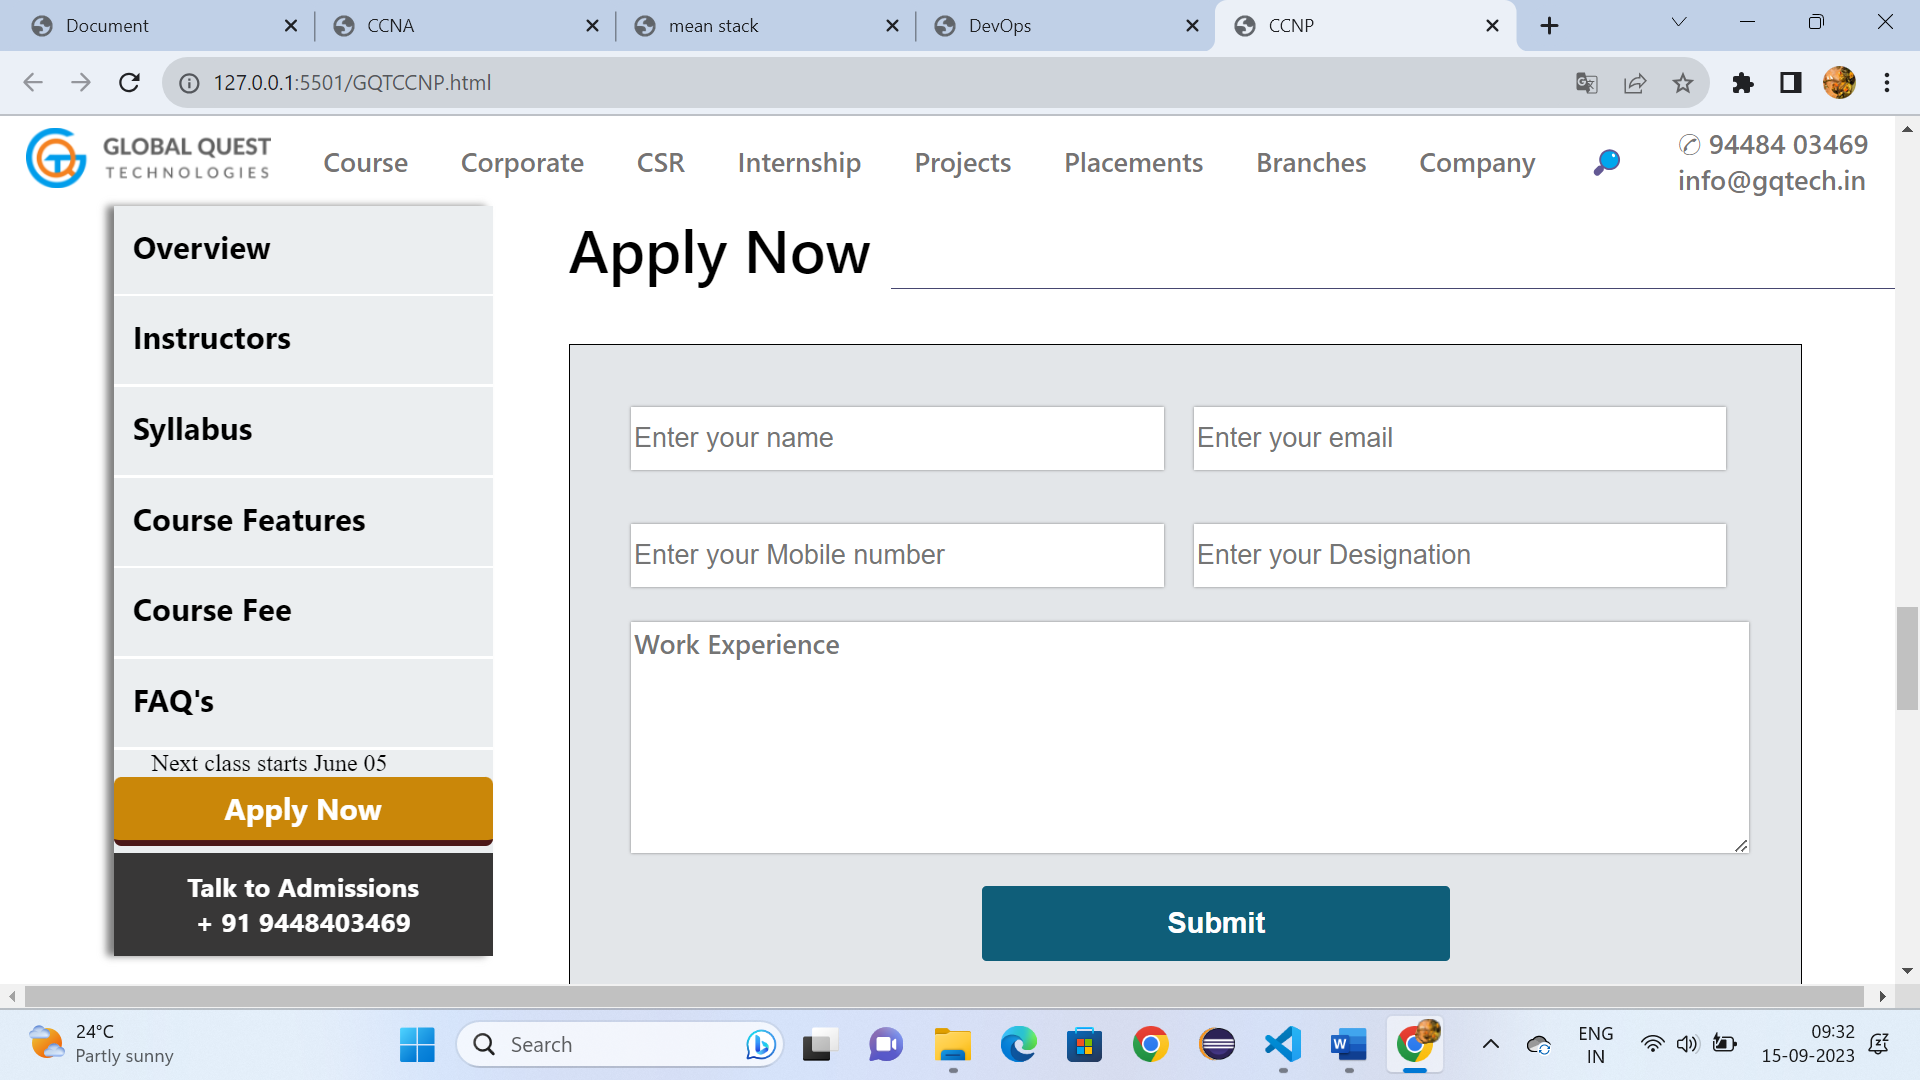 Document
CCNA
mean stack
DevOps
CCNP
127.0.0.1:5501/GQTCCNP.html
GLOBAL QUEST
TECHNOLOGIES
Course
Corporate
CSR
Internship
Projects
Placements
Branches
Company
✆ 94484 03469
info@gqtech.in
Overview
Instructors
Syllabus
Course Features
Course Fee
FAQ's
Next class starts June 05
Apply Now
Talk to Admissions
+ 91 9448403469
Apply Now
Enter your name
Enter your email
Enter your Mobile number
Enter your Designation
Work Experience
Submit
24°C
Partly sunny
Search
ENG
IN
09:32
15-09-2023